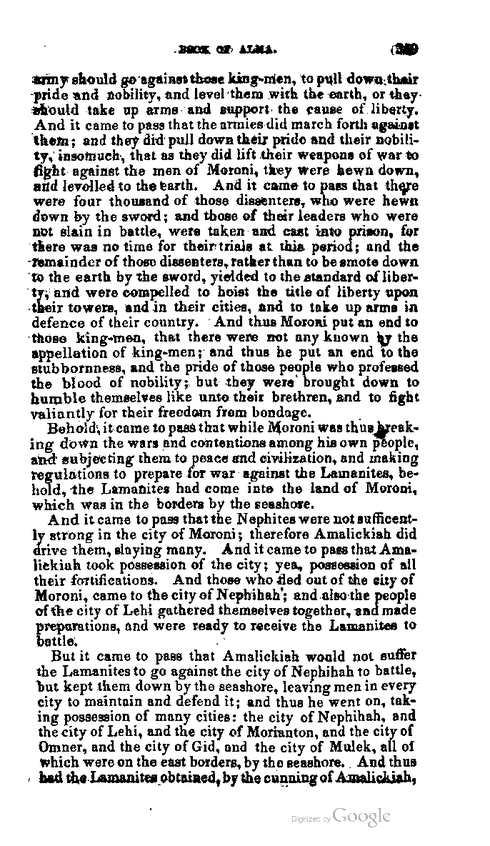 BOOK OF ALMA.
army should go against those king-men, to pull down their
pride and nobility, and level them with the earth, or they
should take up arms and support the cause of liberty.
And it came to pass that the armies did march forth against
them; and they did pull down their pride and their nobili-
ty, insomuch, that as they did lift their weapons of war to
fight against the men of Moroni, they were hewn down,
and levelled to the earth. And it came to pass that there
were four thousand of those dissenters, who were hewn
down by the sword; and those of their leaders who were
not slain in battle, were taken and cast into prison, for
there was no time for their trials at this period; and the
remainder of those dissenters, rather than to be smote down
to the earth by the sword, yielded to the standard of liber-
ty, and were compelled to hoist the title of liberty upon
their towers, and in their cities, and to take up arms in
defence of their country. And thus Moroni put an end to
those king-men, that there were not any known by the
appellation of king-men; and thus he put an end to the
stubbornness, and the pride of those people who professed
the blood of nobility; but they were brought down to
humble themselves like unto their brethren, and to fight
valiantly for their freedom from bondage.
Behold, it came to pass that while Moroni was thus break-
ing down the wars and contentions among his own people,
and subjecting them to peace and civilization, and making
regulations to prepare for war against the Lamanites, be-
hold, the Lamanites had come into the land of Moroni,
which was in the borders by the seashore.
And it came to pass that the Nephites were not sufficent-
ly strong in the city of Moroni; therefore Amalickiah did
drive them, slaying many. And it came to pass that Ama-
lickiah took possession of the city; yea, possession of all
their fortifications. And those who fled out of the city of
Moroni, came to the city of Nephihah; and also the people
of the city of Lehi gathered themselves together, and made
preparations, and were ready to receive the Lamanites to
battle.
But it came to pass that Amalickiah would not suffer
the Lamanites to go against the city of Nephihah to battle,
but kept them down by the seashore, leaving men in every
city to maintain and defend it; and thus he went on, tak-
ing possession of many cities: the city of Nephihah, and
the city of Lehi, and the city of Morianton, and the city of
Omner, and the city of Gid, and the city of Mulek, all of
which were on the east borders, by the seashore. And thus
had the Lamanites obtained, by the cunning of Amalickiah,
Digitized by Google